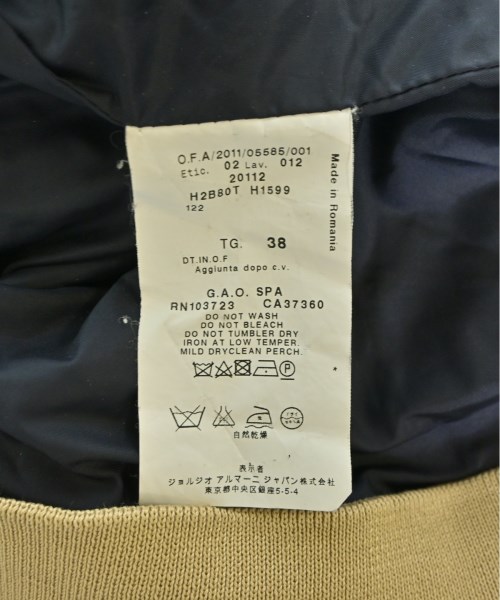 O.F.A/2011/05585/001
Etic. 02 Lav. 012
20112
H2B80T H1599
122
Made in Romania
TG. 38
DT.IN.O.F
Aggiunta dopo c.v.
G.A.O. SPA
RN103723 CA37360
DO NOT WASH
DO NOT BLEACH
DO NOT TUMBLER DRY
IRON AT LOW TEMPER.
MILD DRYCLEAN PERCH.
P
自然乾燥
表示者
ジョルジオ アルマーニ ジャパン株式会社
東京都中央区銀座5-5-4